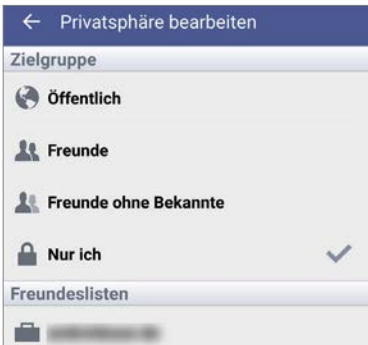 Privatsphäre bearbeiten
Zielgruppe
Öffentlich
Freunde
Freunde ohne Bekannte
Nur ich
Freundeslisten